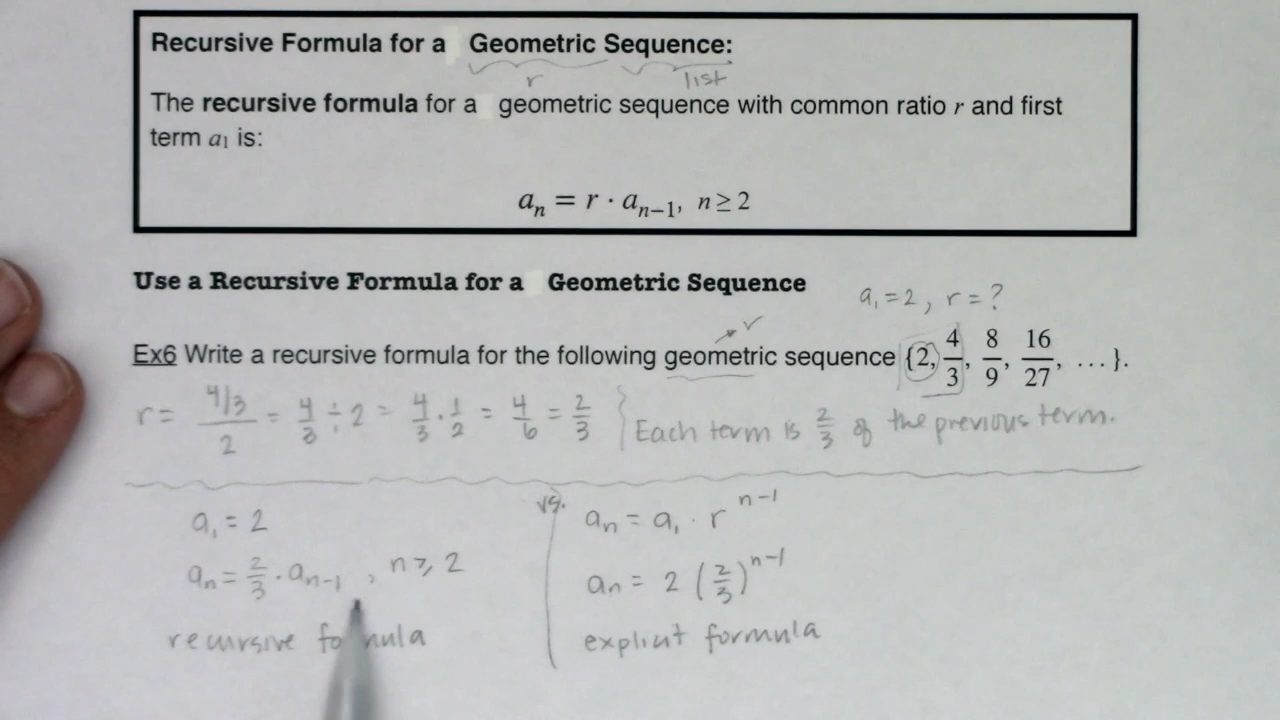 Recursive Formula for a Geometric Sequence:
r list
The recursive formula for a geometric sequence with common ratio r and first
term a₁ is:
aₙ = r · aₙ₋₁, n ≥ 2
Use a Recursive Formula for a Geometric Sequence
a₁ = 2, r = ?
r
Ex6 Write a recursive formula for the following geometric sequence {2, 4/3, 8/9, 16/27, ...}.
r = (4/3)/2 = 4/3 ÷ 2 = 4/3 · 1/2 = 4/6 = 2/3 } Each term is 2/3 of the previous term.
a₁ = 2 vs. aₙ = a₁ · rⁿ⁻¹
aₙ = 2/3 · aₙ₋₁, n ≥ 2 aₙ = 2 (2/3)ⁿ⁻¹
recursive formula explicit formula